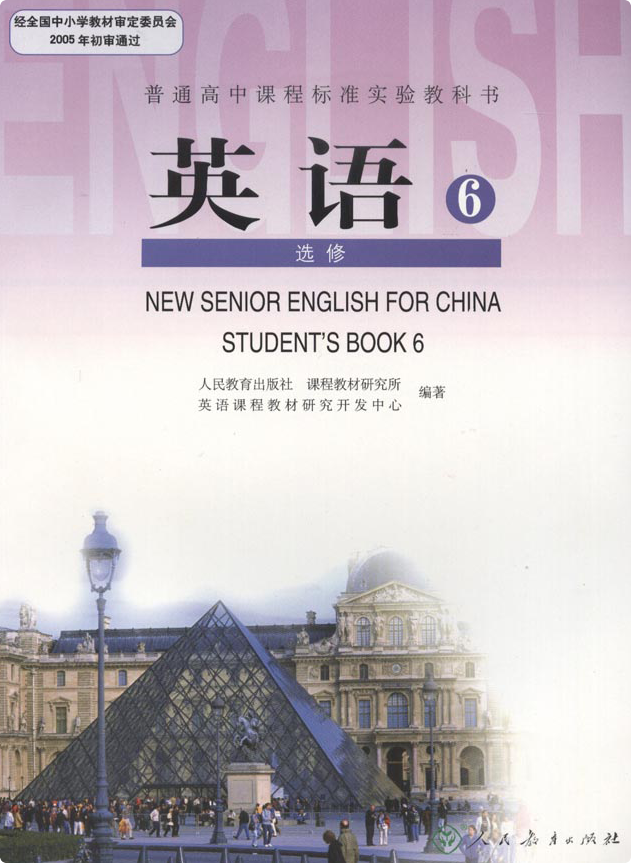 经全国中小学教材审定委员会
2005年初审通过
ENGLISH
普通高中课程标准实验教科书
英语 6
选修
NEW SENIOR ENGLISH FOR CHINA
STUDENT'S BOOK 6
人民教育出版社 课程教材研究所
英语课程教材研究开发中心 编著
人民教育出版社